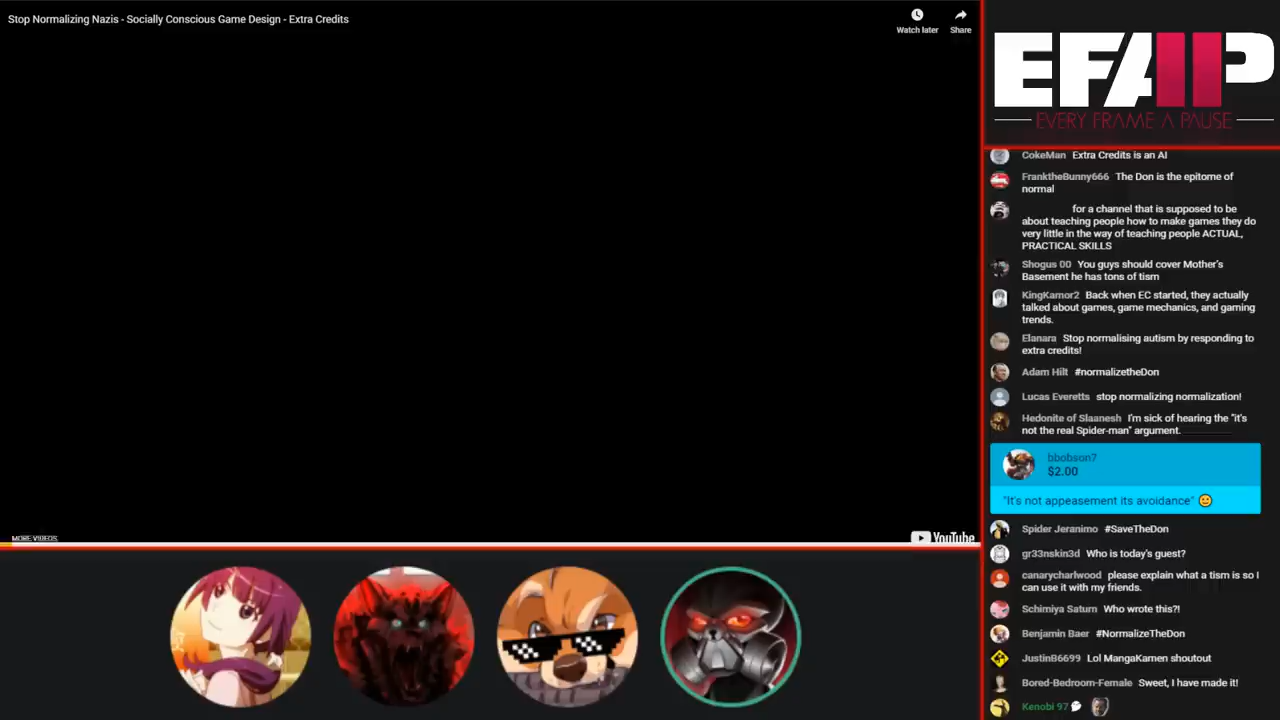 Stop Normalizing Nazis - Socially Conscious Game Design - Extra Credits
Watch later
Share
MORE VIDEOS
YouTube
EFAP
EVERY FRAME A PAUSE
CokeMan Extra Credits is an AI
FranktheBunny666 The Don is the epitome of
normal
for a channel that is supposed to be
about teaching people how to make games they do
very little in the way of teaching people ACTUAL,
PRACTICAL SKILLS
Shogus 00 You guys should cover Mother's
Basement he has tons of tism
KingKamor2 Back when EC started, they actually
talked about games, game mechanics, and gaming
trends.
Elanara Stop normalising autism by responding to
extra credits!
Adam Hilt #normalizetheDon
Lucas Everetts stop normalizing normalization!
Hedonite of Slaanesh I'm sick of hearing the "it's
not the real Spider-man" argument.
bbobson7
$2.00
"It's not appeasement its avoidance" 🙂
Spider Jeranimo #SaveTheDon
gr33nskin3d Who is today's guest?
canarycharlwood please explain what a tism is so I
can use it with my friends.
Schimiya Satum Who wrote this?!
Benjamin Baer #NormalizeTheDon
JustinB6699 Lol MangaKamen shoutout
Bored-Bedroom-Female Sweet, I have made it!
Kenobi 97